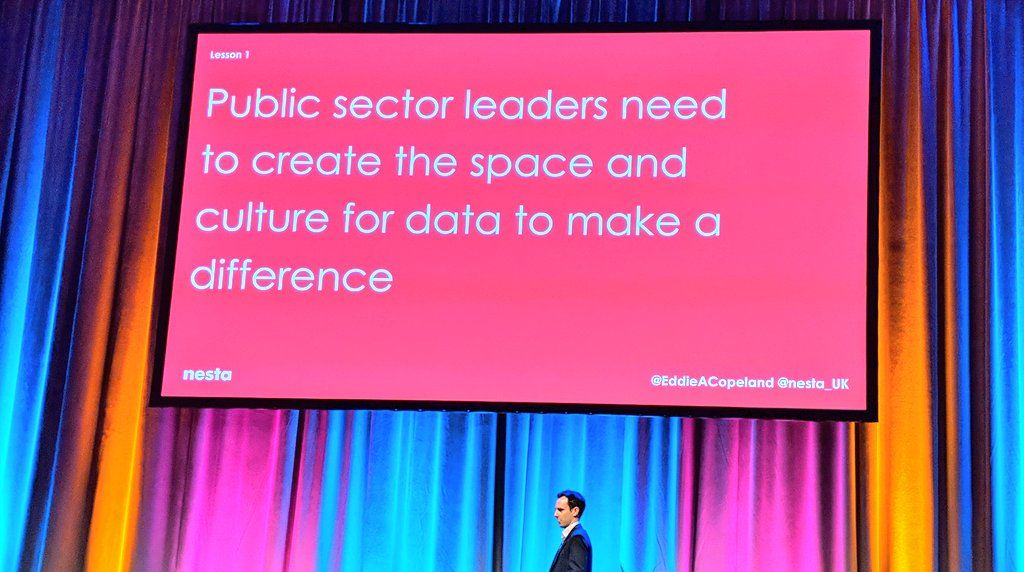 Lesson 1
Public sector leaders need
to create the space and
culture for data to make a
difference
nesta
@EddieACopeland @nesta_UK